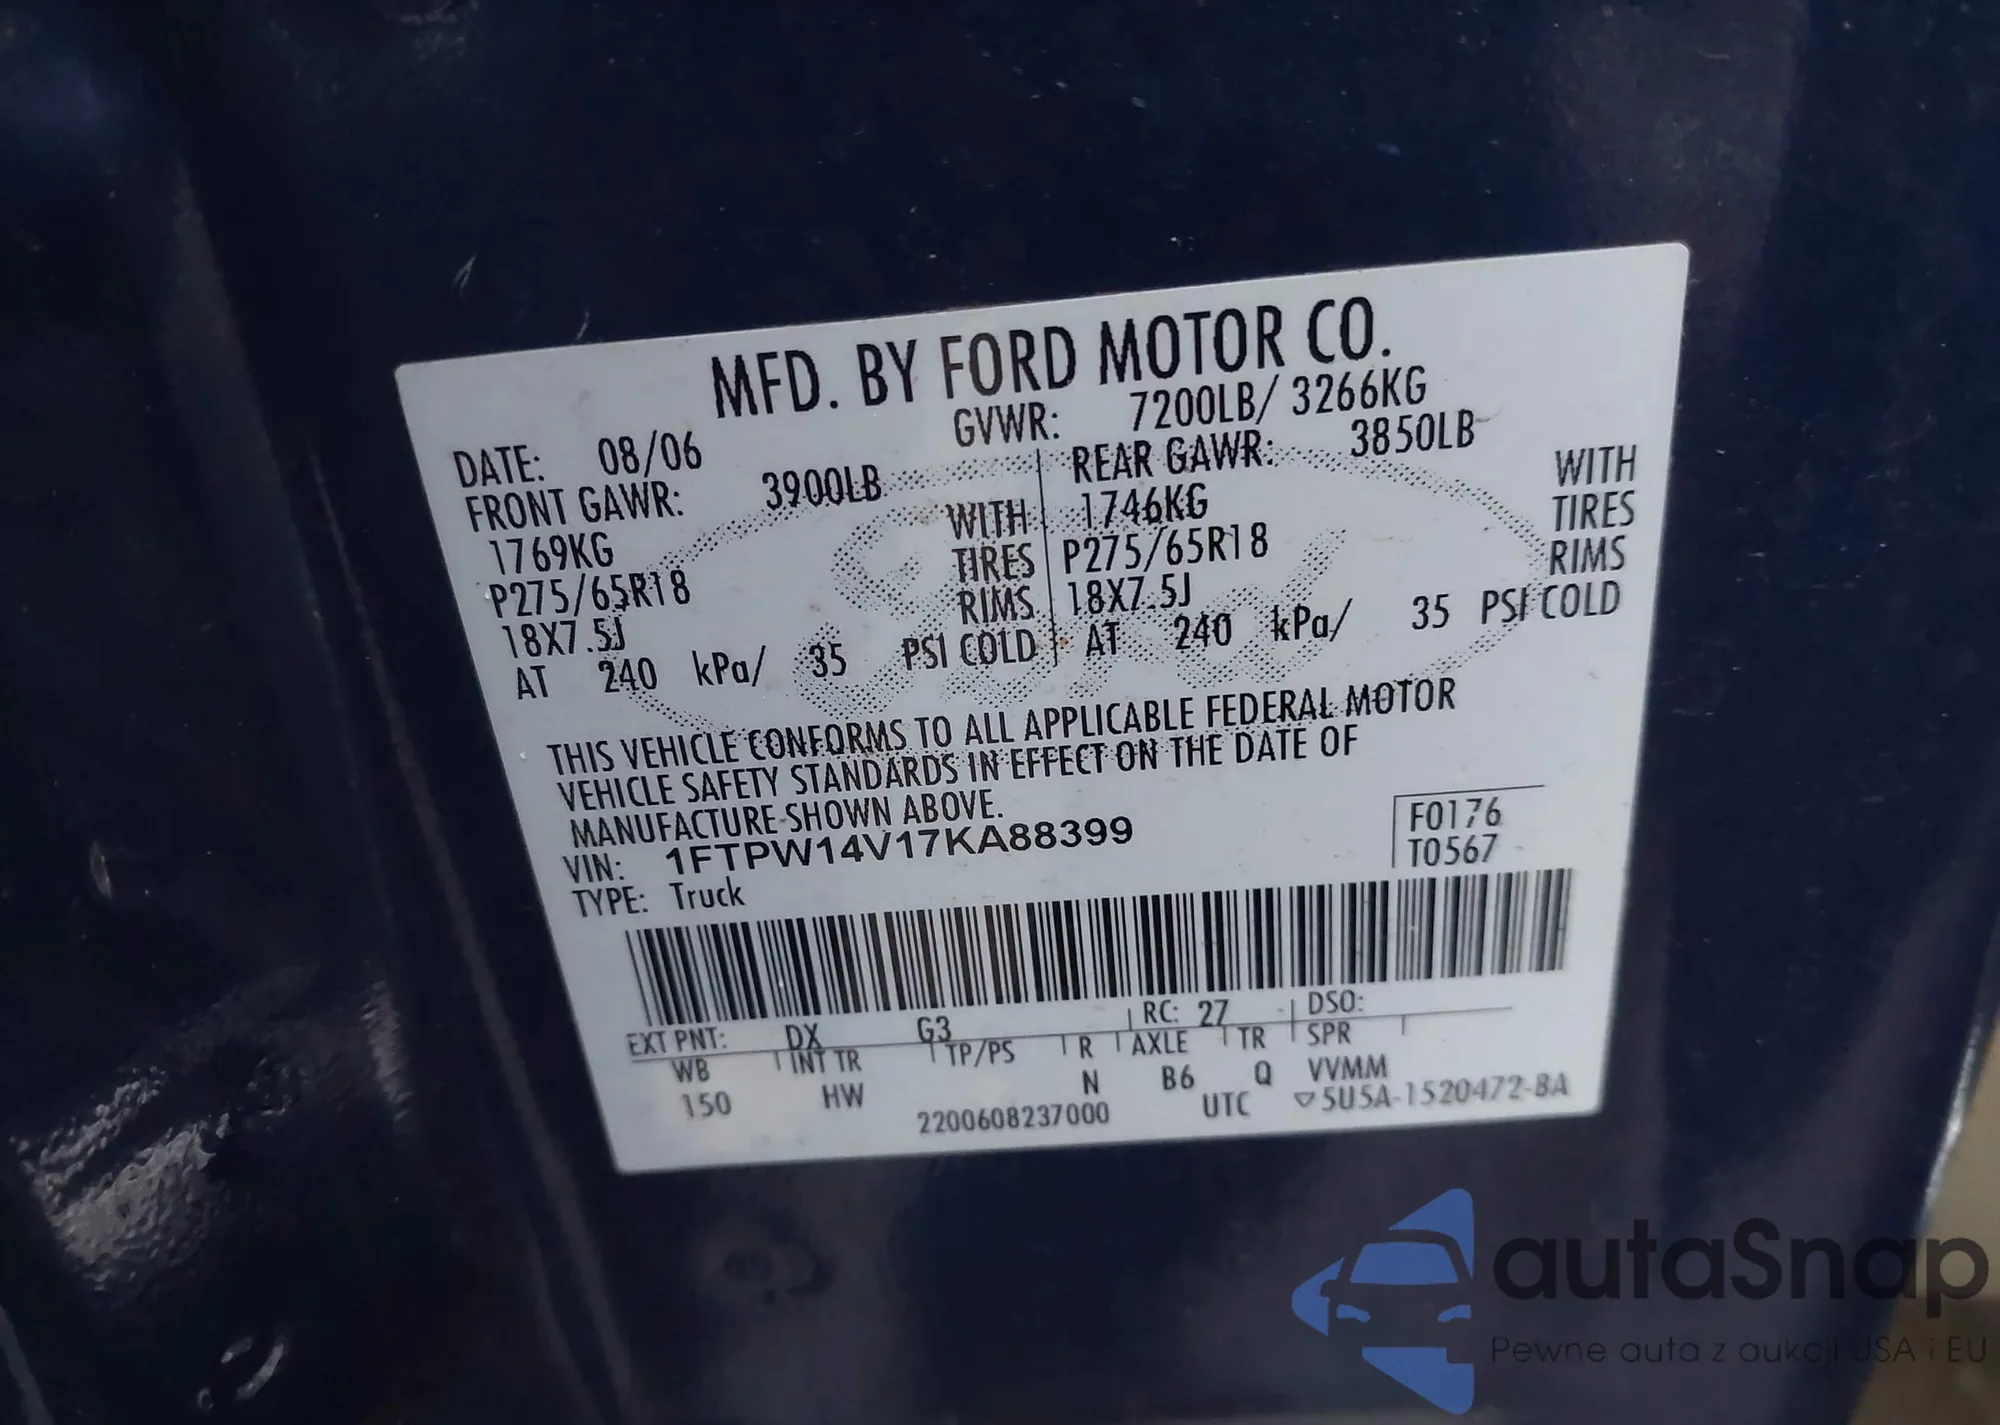 MFD. BY FORD MOTOR CO.
DATE: 08/06 GVWR: 7200LB/ 3266KG
FRONT GAWR: 3900LB REAR GAWR: 3850LB
1769KG WITH 1746KG WITH
P275/65R18 TIRES P275/65R18 TIRES
18X7.5J RIMS 18X7.5J RIMS
AT 240 kPa/ 35 PSI COLD AT 240 kPa/ 35 PSI COLD
THIS VEHICLE CONFORMS TO ALL APPLICABLE FEDERAL MOTOR
VEHICLE SAFETY STANDARDS IN EFFECT ON THE DATE OF
MANUFACTURE SHOWN ABOVE.
VIN: 1FTPW14V17KA88399
F0176
T0567
TYPE: Truck
EXT PNT: DX G3 RC: 27 DSO:
WB INT TR TP/PS R AXLE TR SPR
150 HW N B6 Q VVMM
2200608237000 UTC ▽5U5A-1520472-BA
autaSnap
Pewne auta z aukcji USA i EU